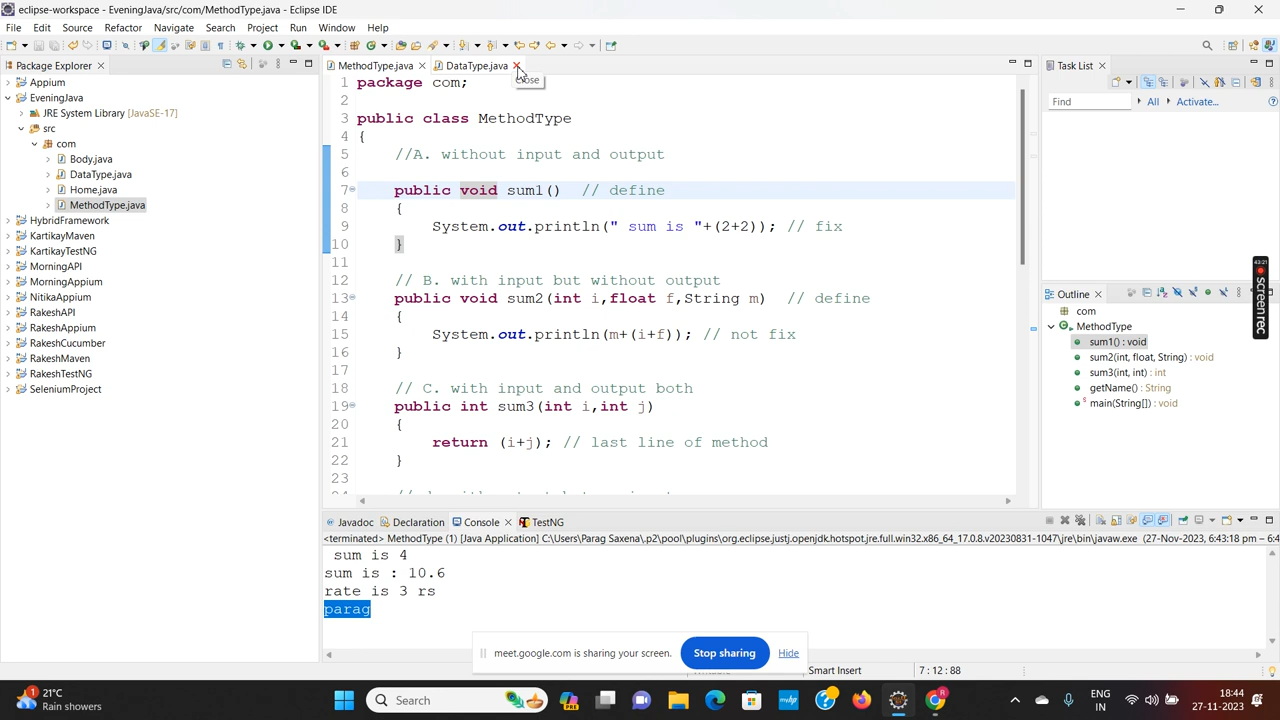 eclipse-workspace - EveningJava/src/com/MethodType.java - Eclipse IDE
File Edit Source Refactor Navigate Search Project Run Window Help
Package Explorer
Appium
EveningJava
JRE System Library [JavaSE-17]
src
com
Body.java
DataType.java
Home.java
MethodType.java
HybridFramework
KartikayMaven
KartikayTestNG
MorningAPI
MorningAppium
NitikaAppium
RakeshAPI
RakeshAppium
RakeshCucumber
RakeshMaven
RakeshTestNG
SeleniumProject
MethodType.java DataType.java
Close
1 package com;
2
3 public class MethodType
4 {
5 //A. without input and output
6
7 public void sum1() // define
8 {
9 System.out.println(" sum is "+(2+2)); // fix
10 }
11
12 // B. with input but without output
13 public void sum2(int i,float f,String m) // define
14 {
15 System.out.println(m+(i+f)); // not fix
16 }
17
18 // C. with input and output both
19 public int sum3(int i,int j)
20 {
21 return (i+j); // last line of method
22 }
23
Task List
Find All Activate...
Outline
com
MethodType
sum1() : void
sum2(int, float, String) : void
sum3(int, int) : int
getName() : String
main(String[]) : void
43:21
screenrec
Javadoc Declaration Console TestNG
<terminated> MethodType (1) [Java Application] C:\Users\Parag Saxena\.p2\pool\plugins\org.eclipse.justj.openjdk.hotspot.jre.full.win32.x86_64_17.0.8.v20230831-1047\jre\bin\javaw.exe (27-Nov-2023, 6:43:18 pm – 6:4
sum is 4
sum is : 10.6
rate is 3 rs
parag
meet.google.com is sharing your screen. Stop sharing Hide
Smart Insert 7 : 12 : 88
21°C
Rain showers
Search
PRE
ENG
IN
18:44
27-11-2023